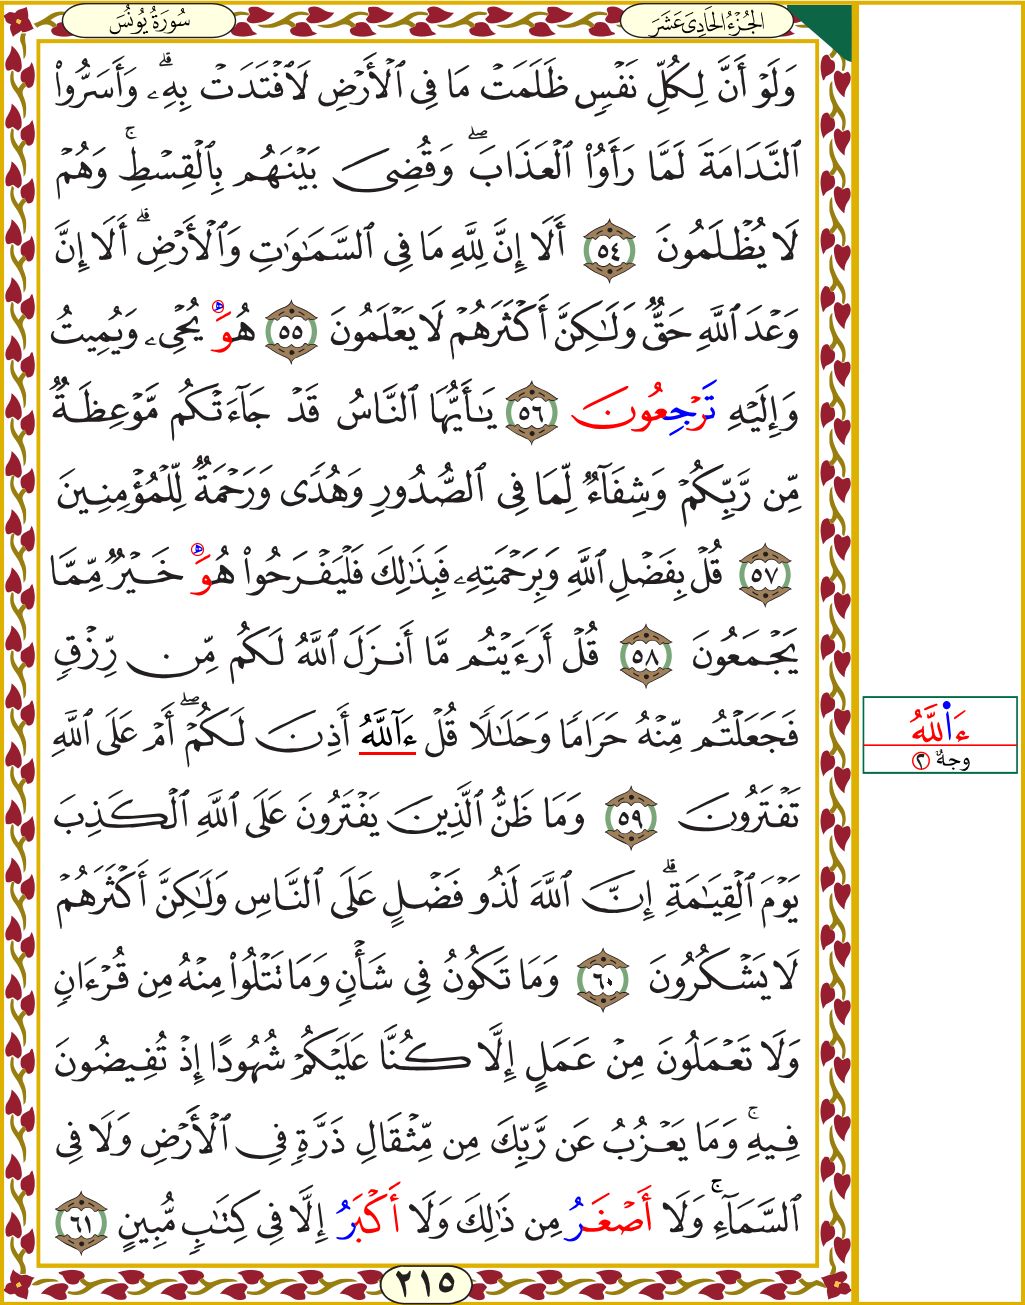 سُورَةُ يُونُسَ
الجُزْءُ الحَادِىَ عَشَرَ
وَلَوْ أَنَّ لِكُلِّ نَفْسٍ ظَلَمَتْ مَا فِى ٱلْأَرْضِ لَٱفْتَدَتْ بِهِۦۗ وَأَسَرُّوا۟
ٱلنَّدَامَةَ لَمَّا رَأَوُا۟ ٱلْعَذَابَۖ وَقُضِىَ بَيْنَهُم بِٱلْقِسْطِۚ وَهُمْ
لَا يُظْلَمُونَ ٥٤ أَلَا إِنَّ لِلَّهِ مَا فِى ٱلسَّمَٰوَٰتِ وَٱلْأَرْضِۗ أَلَا إِنَّ
وَعْدَ ٱللَّهِ حَقٌّ وَلَٰكِنَّ أَكْثَرَهُمْ لَا يَعْلَمُونَ ٥٥ هُوَ يُحْىِۦ وَيُمِيتُ
وَإِلَيْهِ تَرْجِعُونَ ٥٦ يَٰأَيُّهَا ٱلنَّاسُ قَدْ جَآءَتْكُم مَّوْعِظَةٌ
مِّن رَّبِّكُمْ وَشِفَآءٌ لِّمَا فِى ٱلصُّدُورِ وَهُدًى وَرَحْمَةٌ لِّلْمُؤْمِنِينَ
٥٧ قُلْ بِفَضْلِ ٱللَّهِ وَبِرَحْمَتِهِۦ فَبِذَٰلِكَ فَلْيَفْرَحُوا۟ هُوَ خَيْرٌ مِّمَّا
يَجْمَعُونَ ٥٨ قُلْ أَرَءَيْتُم مَّا أَنزَلَ ٱللَّهُ لَكُم مِّن رِّزْقٍ
فَجَعَلْتُم مِّنْهُ حَرَامًا وَحَلَٰلًا قُلْ ءَآللَّهُ أَذِنَ لَكُمْۖ أَمْ عَلَى ٱللَّهِ
تَفْتَرُونَ ٥٩ وَمَا ظَنُّ ٱلَّذِينَ يَفْتَرُونَ عَلَى ٱللَّهِ ٱلْكَذِبَ
يَوْمَ ٱلْقِيَٰمَةِۗ إِنَّ ٱللَّهَ لَذُو فَضْلٍ عَلَى ٱلنَّاسِ وَلَٰكِنَّ أَكْثَرَهُمْ
لَا يَشْكُرُونَ ٦٠ وَمَا تَكُونُ فِى شَأْنٍ وَمَا تَتْلُوا۟ مِنْهُ مِن قُرْءَانٍ
وَلَا تَعْمَلُونَ مِنْ عَمَلٍ إِلَّا كُنَّا عَلَيْكُمْ شُهُودًا إِذْ تُفِيضُونَ
فِيهِۚ وَمَا يَعْزُبُ عَن رَّبِّكَ مِن مِّثْقَالِ ذَرَّةٍ فِى ٱلْأَرْضِ وَلَا فِى
ٱلسَّمَآءِۚ وَلَا أَصْغَرُ مِن ذَٰلِكَ وَلَا أَكْبَرُ إِلَّا فِى كِتَٰبٍ مُّبِينٍ ٦١
ءَاللَّهُ
وجهٌ ٢
٢١٥